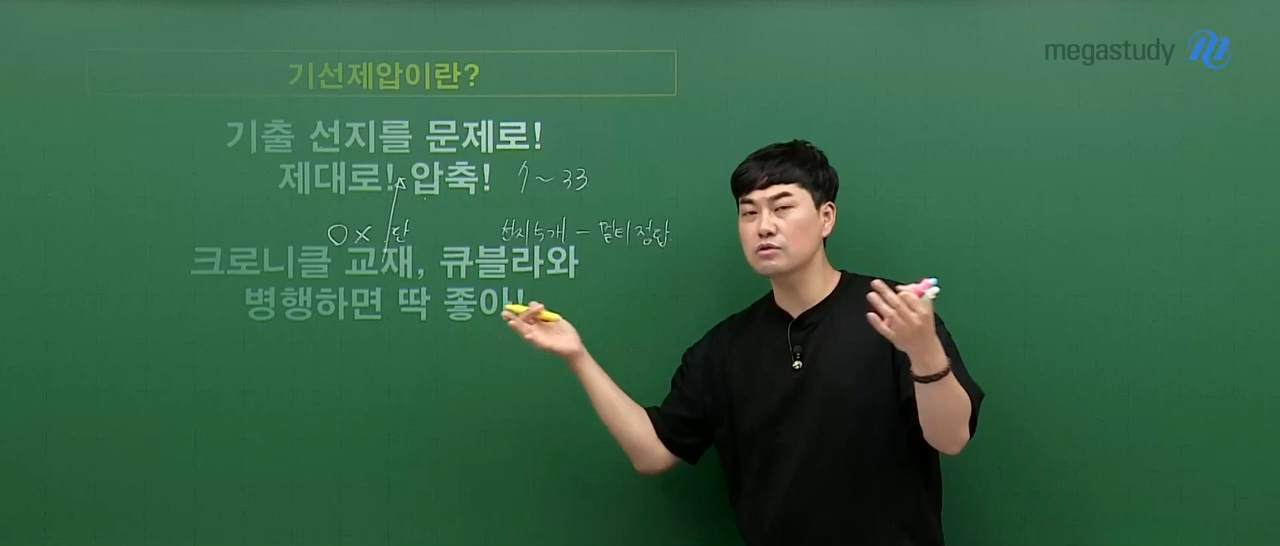 megastudy
기선제압이란?
기출 선지를 문제로!
제대로! 압축! 1~33
OX 단 선지 5개 - 멀티 정답
크로니클 교재, 큐블라와
병행하면 딱 좋아!